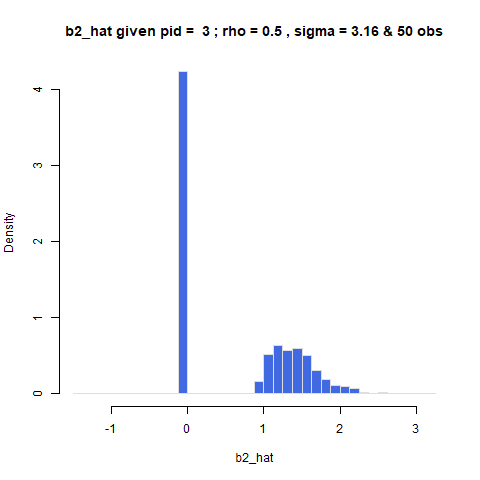 b2_hat given pid =  3 ; rho = 0.5 , sigma = 3.16 & 50 obs
4
3
2
1
0
Density
-1 0 1 2 3
b2_hat